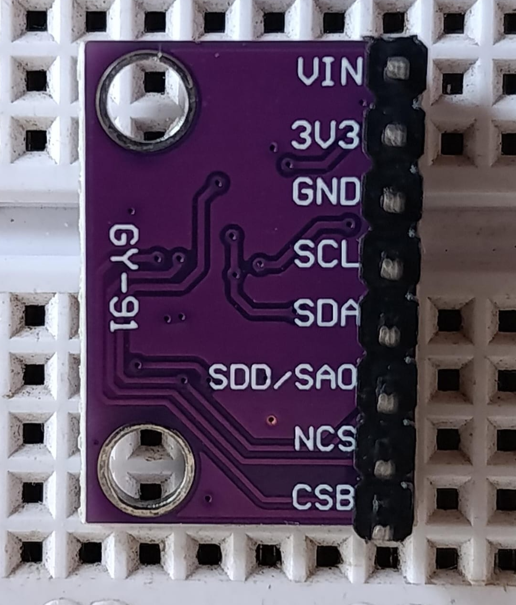 VIN
3V3
GND
SCL
SDA
SDD/SAO
NCS
CSB
GY-91